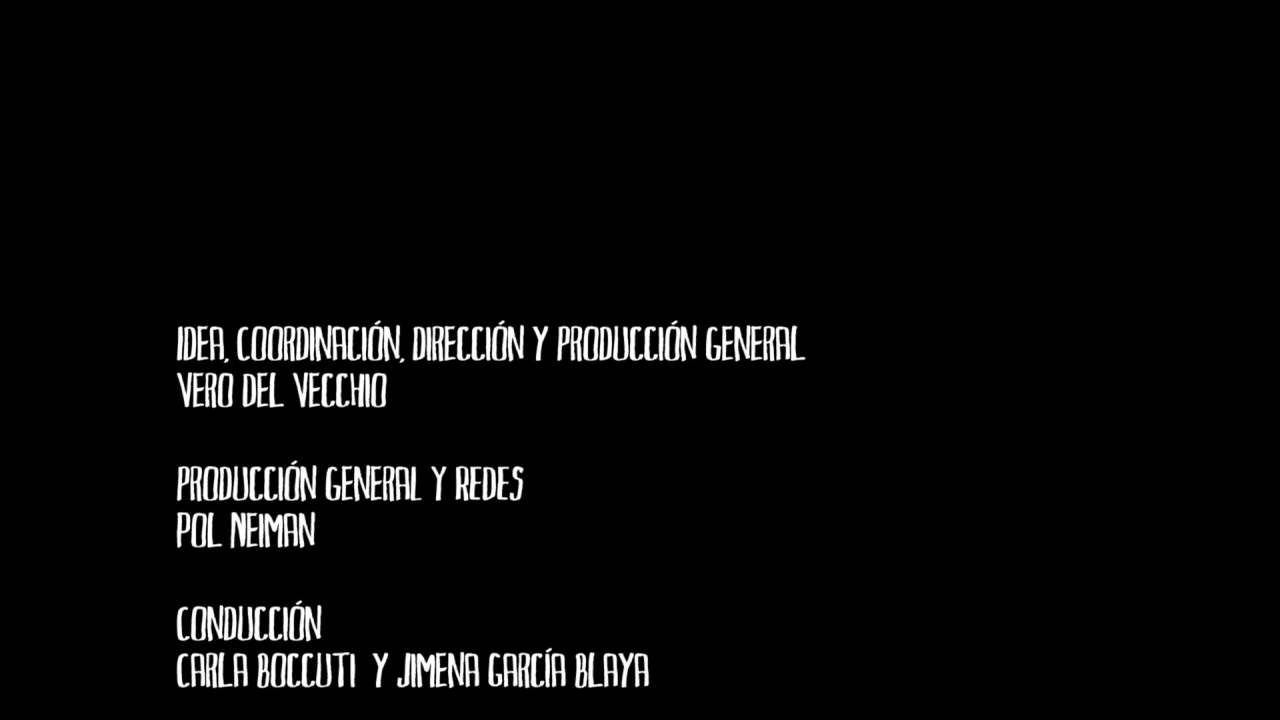 IDEA, COORDINACIÓN, DIRECCIÓN Y PRODUCCIÓN GENERAL
VERO DEL VECCHIO
PRODUCCIÓN GENERAL Y REDES
POL NEIMAN
CONDUCCIÓN
CARLA BOCCUTI Y JIMENA GARCÍA BLAYA